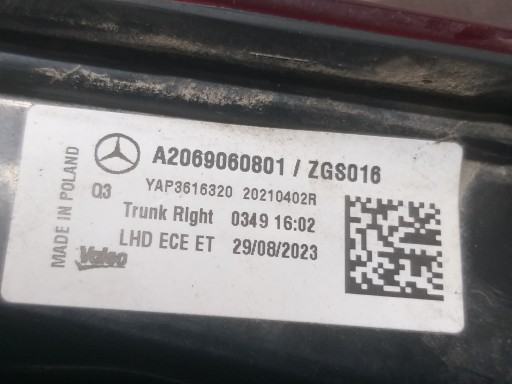 A2069060801 / ZGS016
Q3 YAP3616320 20210402R
Trunk Right 0349 16:02
LHD ECE ET 29/08/2023
Valeo
MADE IN POLAND